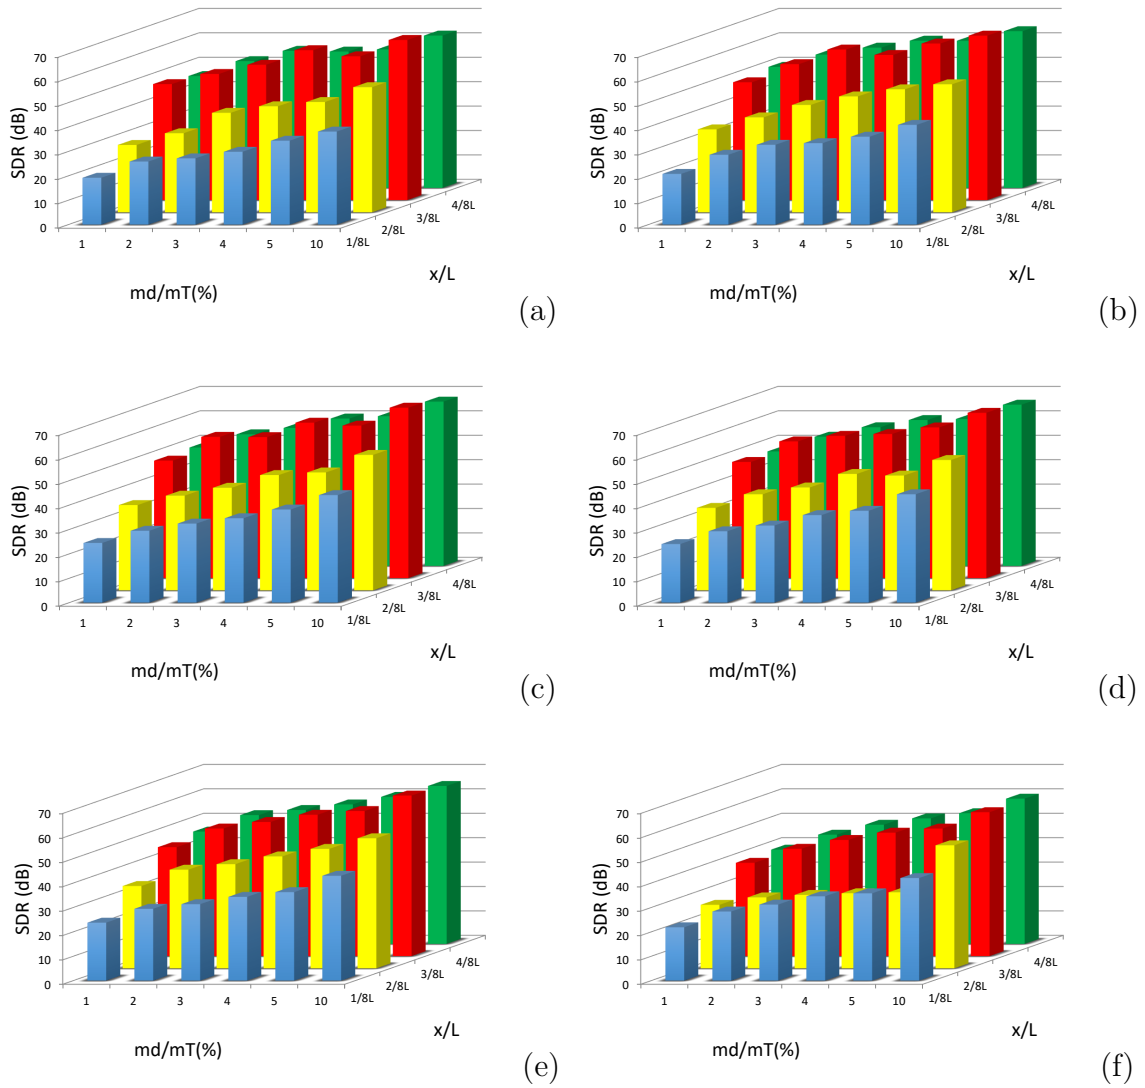 70
60
50
40
30
20
10
0
SDR (dB)
1 2 3 4 5 10
1/8L
2/8L
3/8L
4/8L
md/mT(%)
x/L
(a)
70
60
50
40
30
20
10
0
SDR (dB)
1 2 3 4 5 10
1/8L
2/8L
3/8L
4/8L
md/mT(%)
x/L
(b)
70
60
50
40
30
20
10
0
SDR (dB)
1 2 3 4 5 10
1/8L
2/8L
3/8L
4/8L
md/mT(%)
x/L
(c)
70
60
50
40
30
20
10
0
SDR (dB)
1 2 3 4 5 10
1/8L
2/8L
3/8L
4/8L
md/mT(%)
x/L
(d)
70
60
50
40
30
20
10
0
SDR (dB)
1 2 3 4 5 10
1/8L
2/8L
3/8L
4/8L
md/mT(%)
x/L
(e)
70
60
50
40
30
20
10
0
SDR (dB)
1 2 3 4 5 10
1/8L
2/8L
3/8L
4/8L
md/mT(%)
x/L
(f)